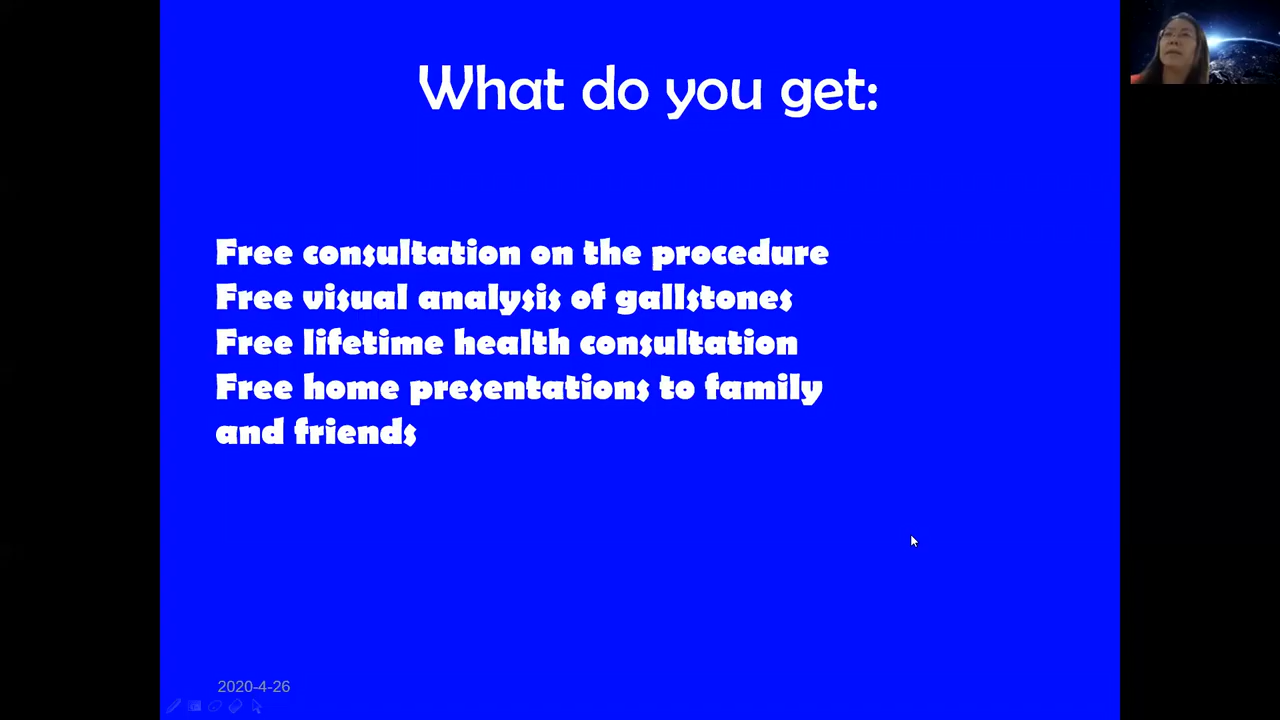 What do you get:
Free consultation on the procedure
Free visual analysis of gallstones
Free lifetime health consultation
Free home presentations to family
and friends
2020-4-26